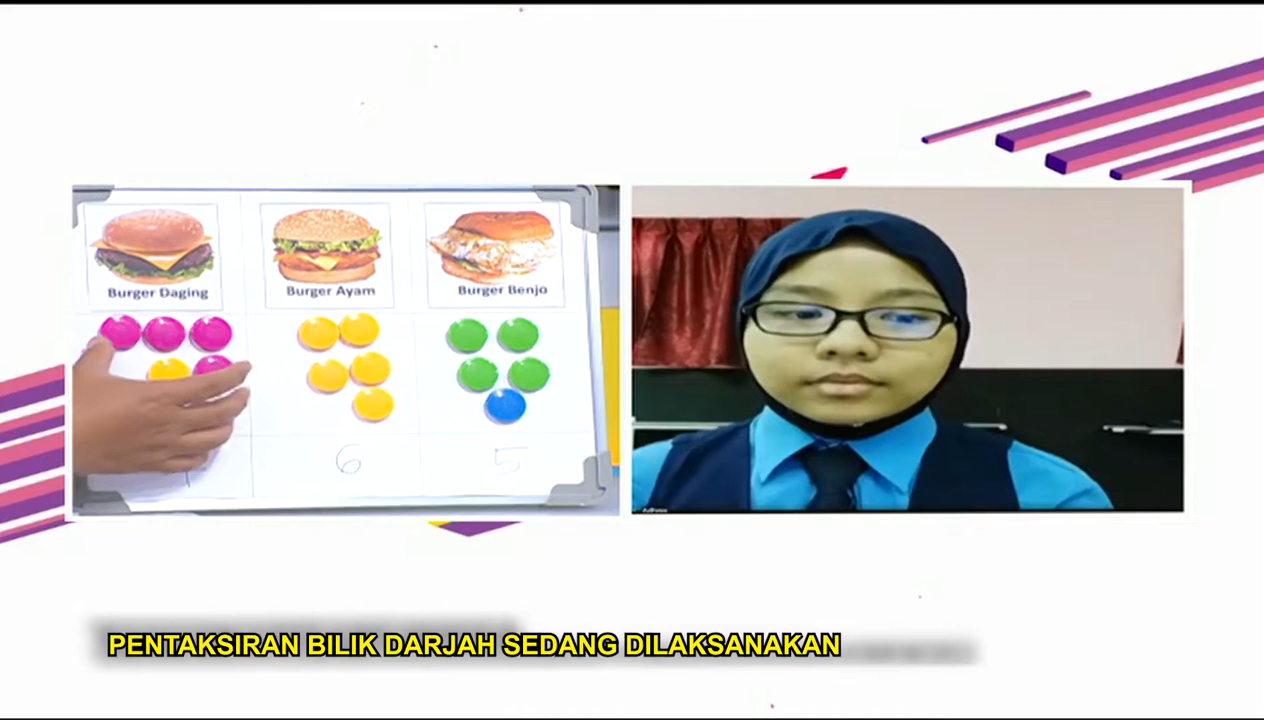 Burger Daging
Burger Ayam
Burger Benjo
6
5
PENTAKSIRAN BILIK DARJAH SEDANG DILAKSANAKAN